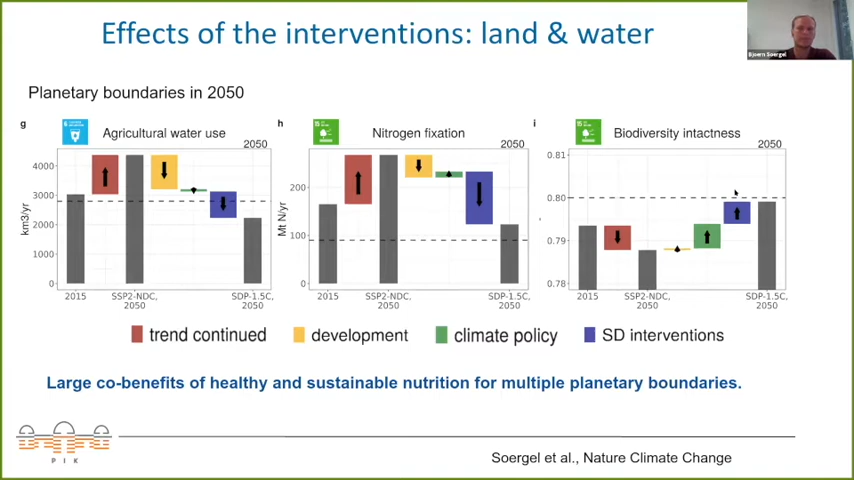 Effects of the interventions: land & water
Bjoern Soergel
Planetary boundaries in 2050
g
Agricultural water use
2050
km3/yr
4000
3000
2000
1000
0
2015
SSP2-NDC,
2050
SDP-1.5C,
2050
h
Nitrogen fixation
2050
Mt N/yr
200
100
0
2015
SSP2-NDC,
2050
SDP-1.5C,
2050
i
Biodiversity intactness
2050
0.81
0.80
0.79
0.78
2015
SSP2-NDC,
2050
SDP-1.5C,
2050
trend continued
development
climate policy
SD interventions
Large co-benefits of healthy and sustainable nutrition for multiple planetary boundaries.
P I K
Soergel et al., Nature Climate Change